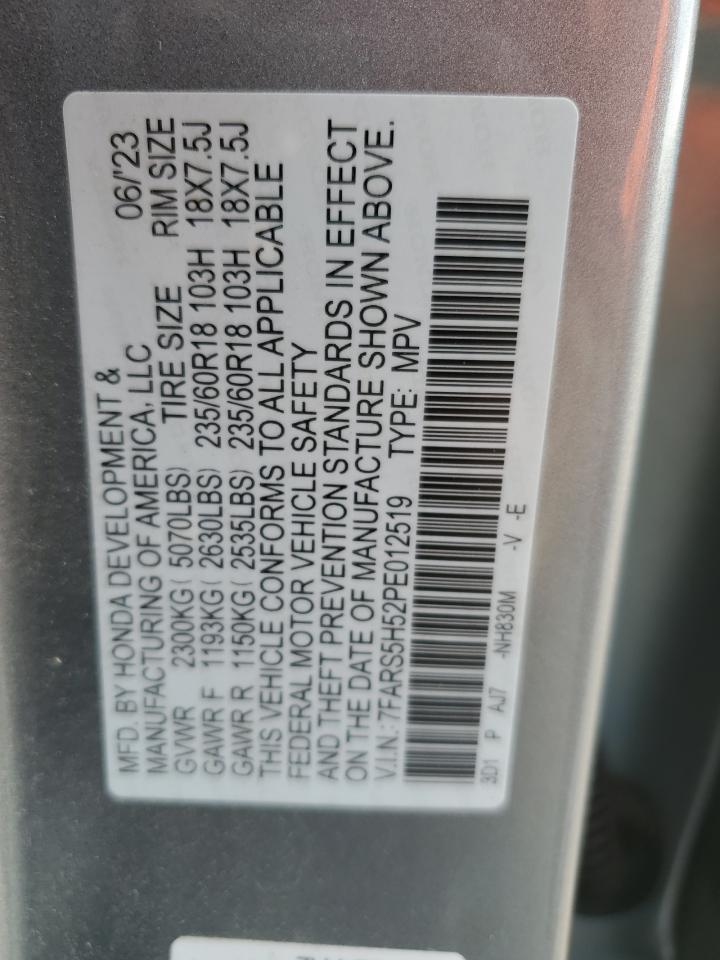 MFD. BY HONDA DEVELOPMENT & 06/'23
MANUFACTURING OF AMERICA, LLC
GVWR 2300KG( 5070LBS) TIRE SIZE RIM SIZE
GAWR F 1193KG( 2630LBS) 235/60R18 103H 18X7.5J
GAWR R 1150KG( 2535LBS) 235/60R18 103H 18X7.5J
THIS VEHICLE CONFORMS TO ALL APPLICABLE
FEDERAL MOTOR VEHICLE SAFETY
AND THEFT PREVENTION STANDARDS IN EFFECT
ON THE DATE OF MANUFACTURE SHOWN ABOVE.
V.I.N.: 7FARS5H52PE012519 TYPE: MPV
3D1 P AJ7 -NH830M -V -E